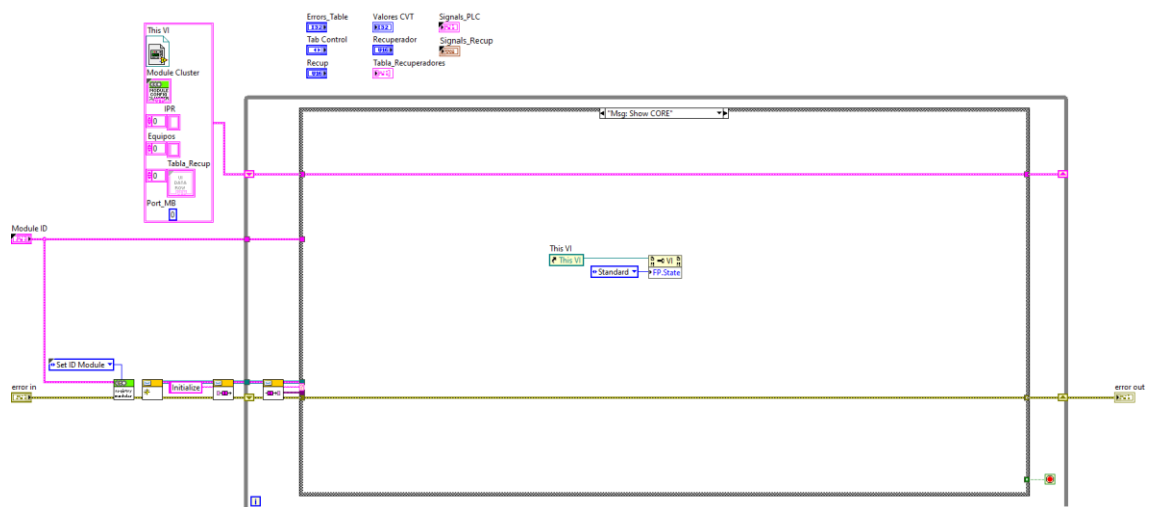 This VI
Errors_Table
Valores CVT
Signals_PLC
Tab Control
Recuperador
Signals_Recup
Recup
Tabla_Recuperadores
Module Cluster
IPR
0
Equipos
0
Tabla_Recup
0
Port_MB
0
"Msg: Show CORE"
Module ID
This VI
This VI
VI
Standard
FP.State
Set ID Module
error in
Initialize
error out
i